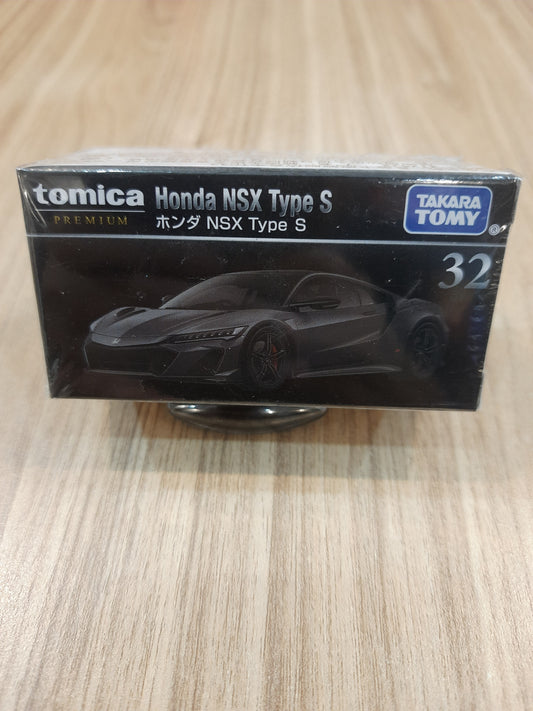 tomica
PREMIUM
Honda NSX Type S
ホンダ NSX Type S
TAKARA
TOMY
®
32